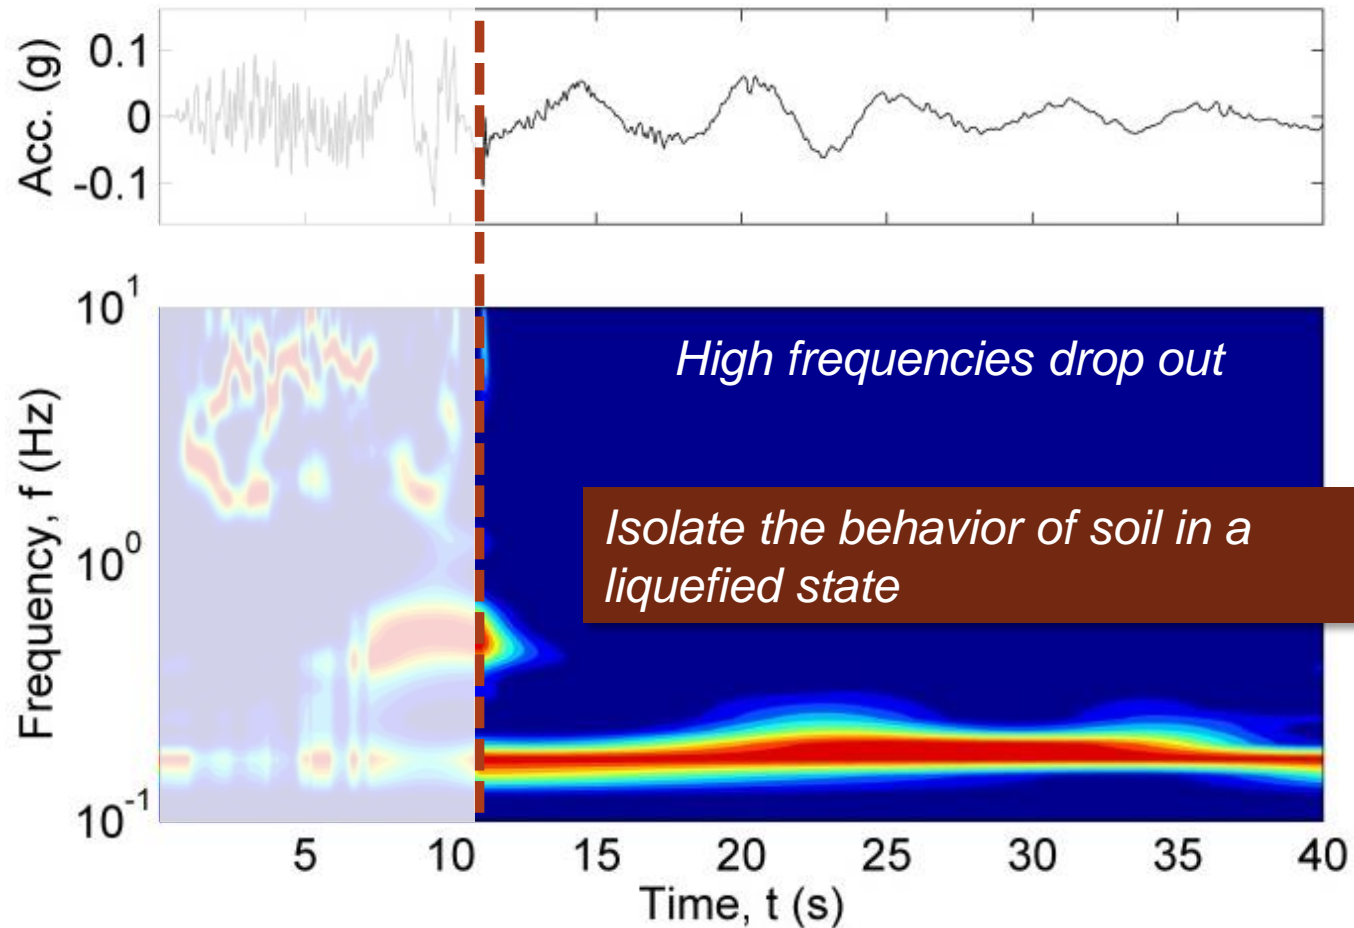 Acc. (g)
0.1
0
-0.1
High frequencies drop out
Isolate the behavior of soil in a
liquefied state
Frequency, f (Hz)
10¹
10⁰
10⁻¹
5 10 15 20 25 30 35 40
Time, t (s)